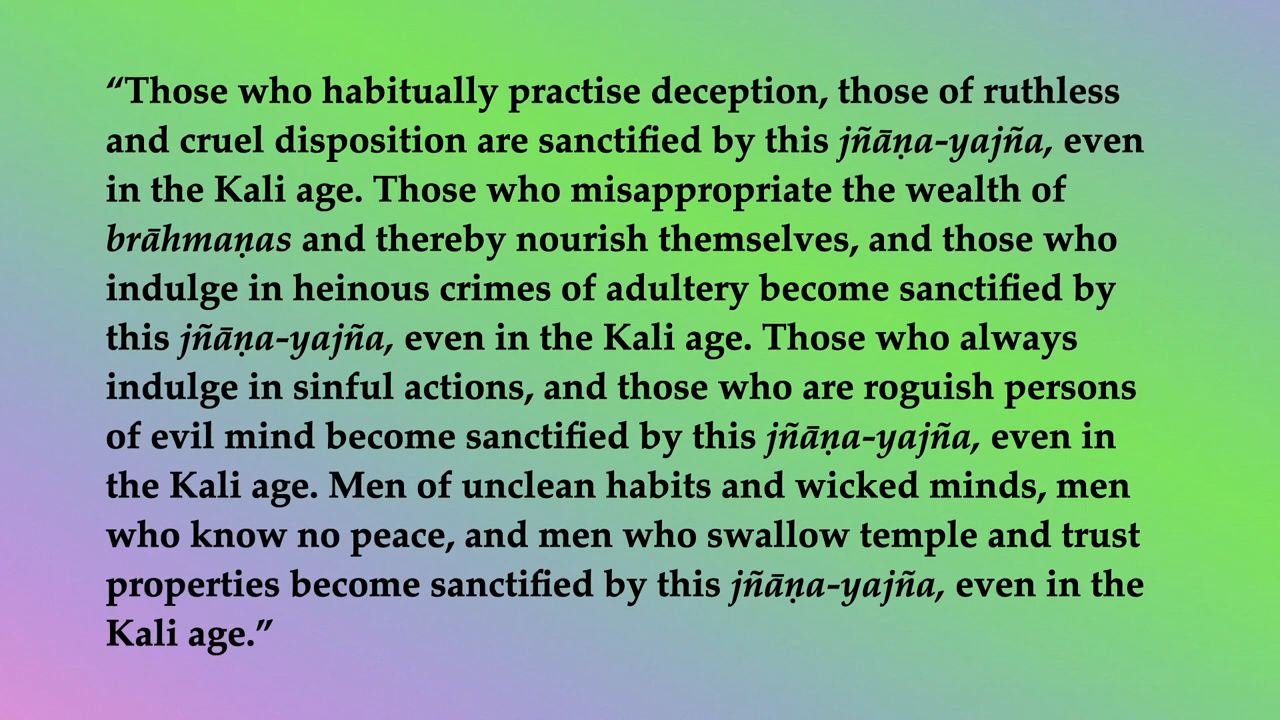 “Those who habitually practise deception, those of ruthless
and cruel disposition are sanctified by this jñāṇa-yajña, even
in the Kali age. Those who misappropriate the wealth of
brāhmaṇas and thereby nourish themselves, and those who
indulge in heinous crimes of adultery become sanctified by
this jñāṇa-yajña, even in the Kali age. Those who always
indulge in sinful actions, and those who are roguish persons
of evil mind become sanctified by this jñāṇa-yajña, even in
the Kali age. Men of unclean habits and wicked minds, men
who know no peace, and men who swallow temple and trust
properties become sanctified by this jñāṇa-yajña, even in the
Kali age.”